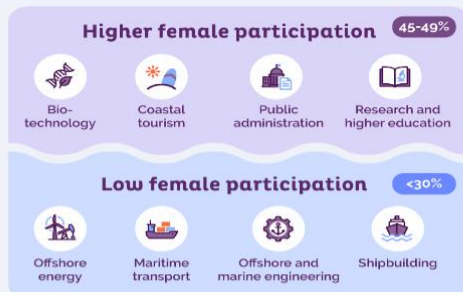 Higher female participation
45-49%
Bio-
technology
Coastal
tourism
Public
administration
Research and
higher education
Low female participation
<30%
Offshore
energy
Maritime
transport
Offshore and
marine engineering
Shipbuilding